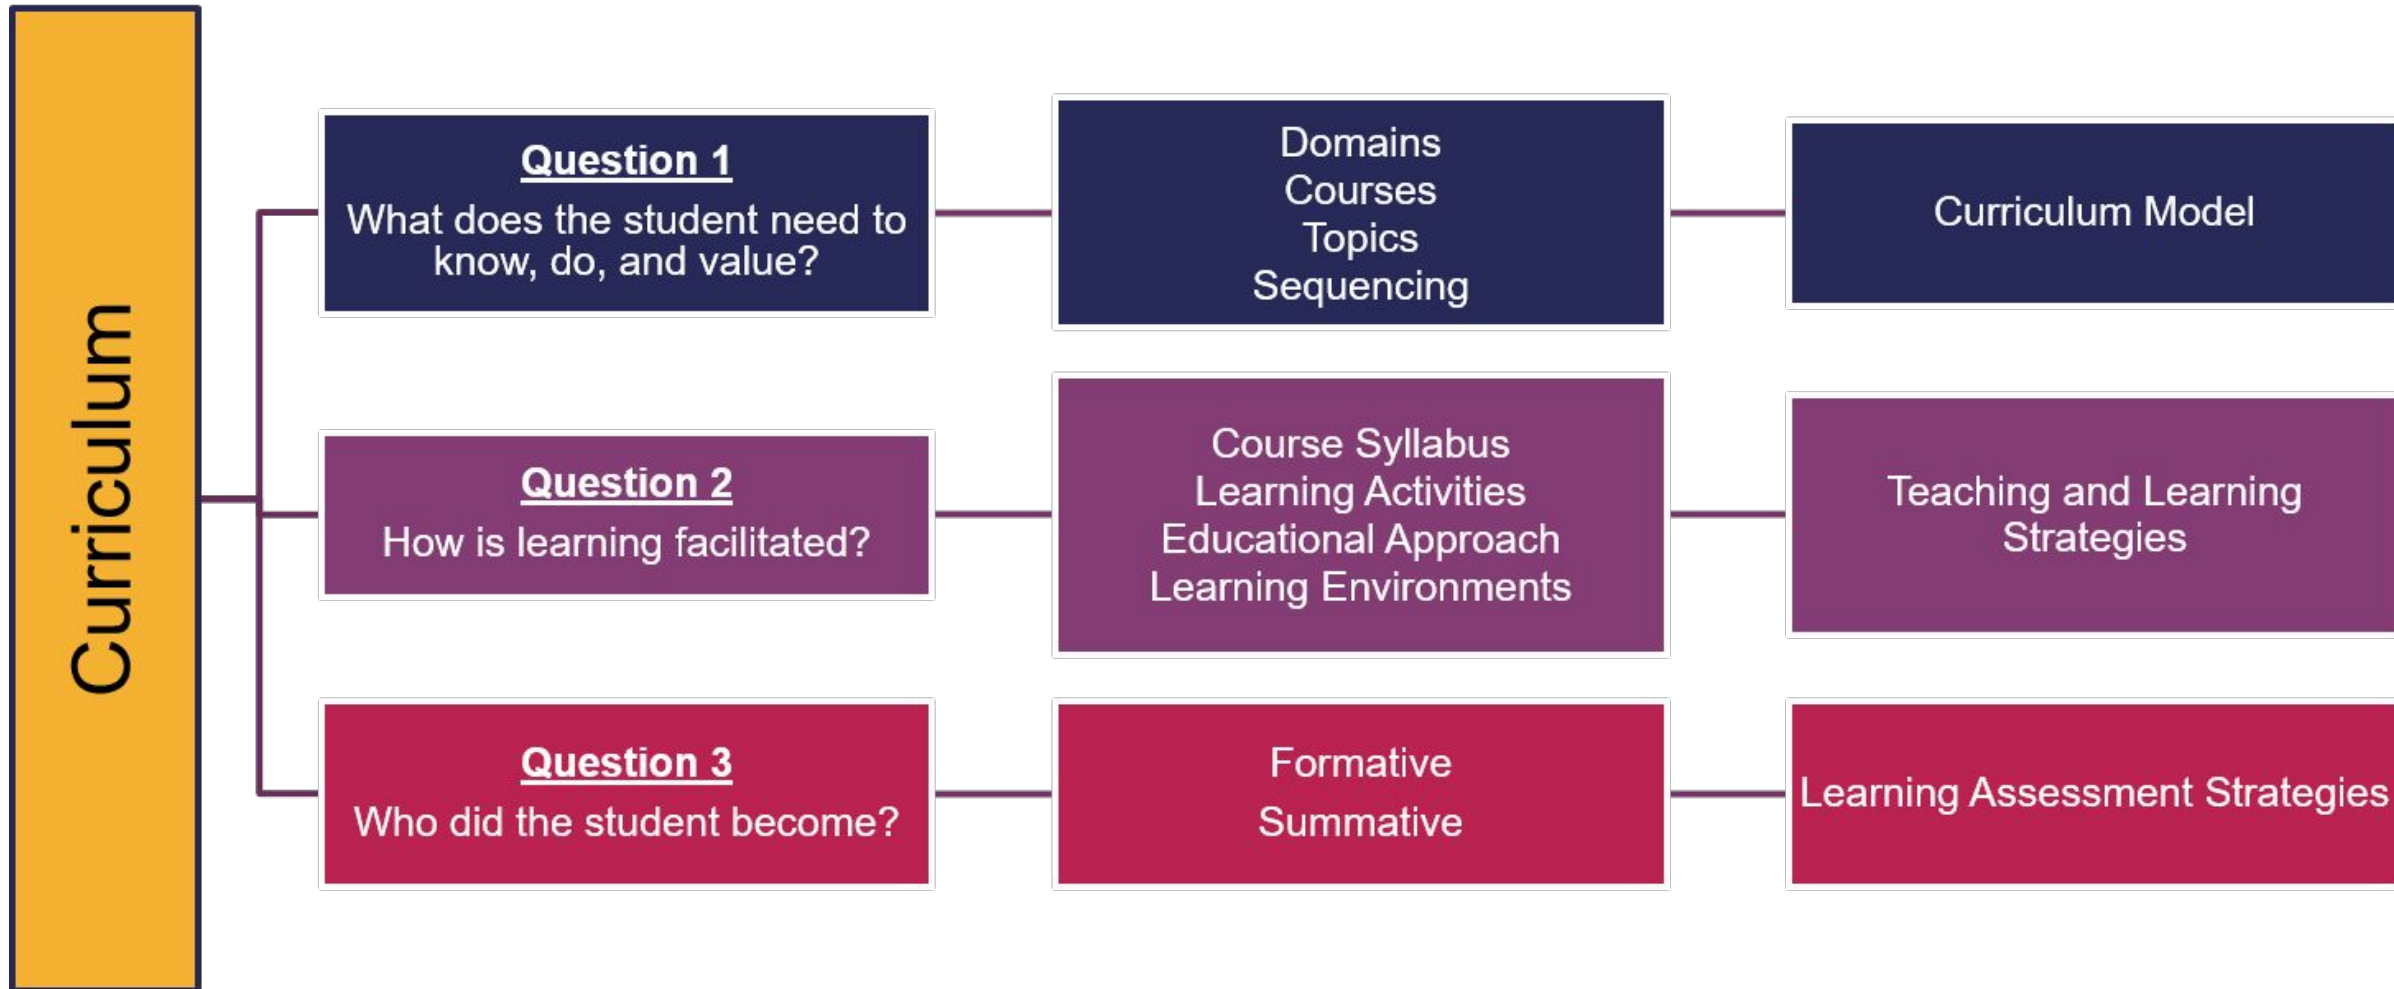 Curriculum
Question 1
What does the student need to
know, do, and value?
Domains
Courses
Topics
Sequencing
Curriculum Model
Question 2
How is learning facilitated?
Course Syllabus
Learning Activities
Educational Approach
Learning Environments
Teaching and Learning
Strategies
Question 3
Who did the student become?
Formative
Summative
Learning Assessment Strategies